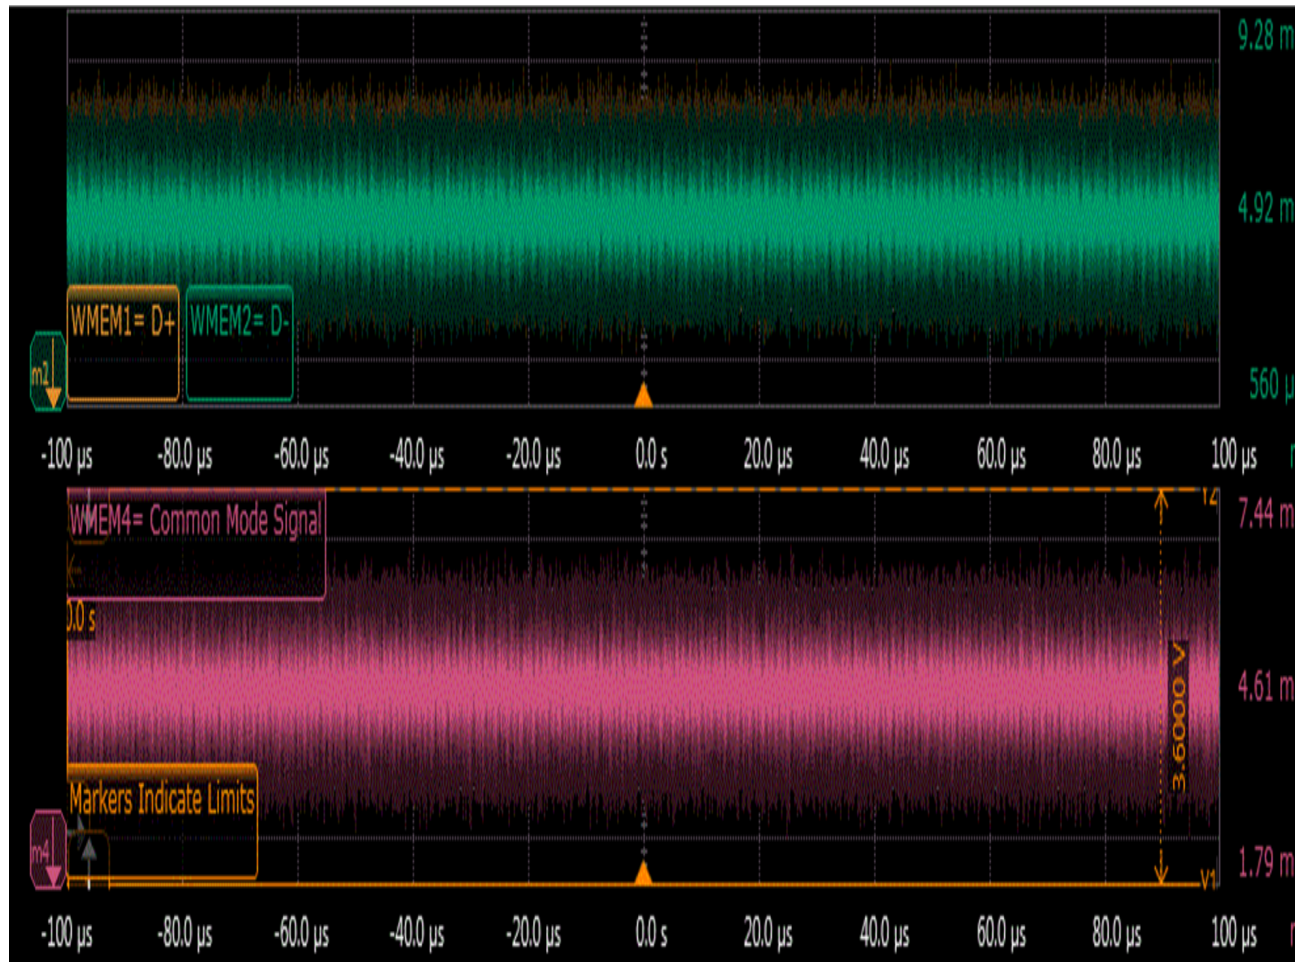 9.28 m
4.92 m
WMEM1= D+ WMEM2= D-
m2
560 µ
-100 µs -80.0 µs -60.0 µs -40.0 µs -20.0 µs 0.0 s 20.0 µs 40.0 µs 60.0 µs 80.0 µs 100 µs
WMEM4= Common Mode Signal
7.44 m
0.0 s
4.61 m
3.6000 V
Markers Indicate Limits
m4
1.79 m
V1
-100 µs -80.0 µs -60.0 µs -40.0 µs -20.0 µs 0.0 s 20.0 µs 40.0 µs 60.0 µs 80.0 µs 100 µs